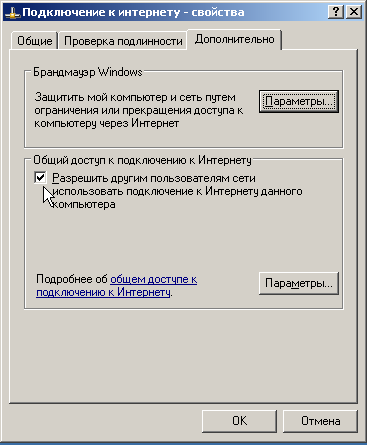 Подключение к интернету - свойства
Общие
Проверка подлинности
Дополнительно
Брандмауэр Windows
Защитить мой компьютер и сеть путем
ограничения или прекращения доступа к
компьютеру через Интернет
Параметры...
Общий доступ к подключению к Интернету
Разрешить другим пользователям сети
использовать подключение к Интернету данного
компьютера
Подробнее об общем доступе к
подключению к Интернету.
Параметры...
OK
Отмена